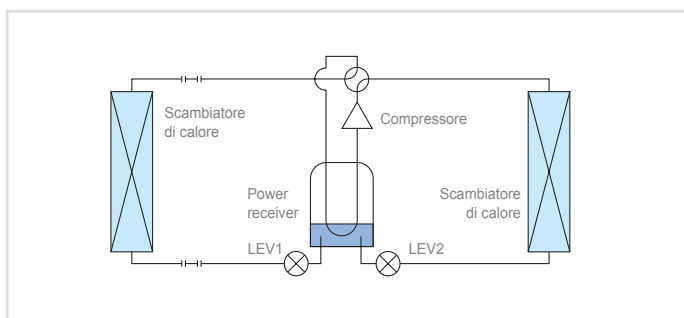 Scambiatore
di calore
Compressore
Power
receiver
Scambiatore
di calore
LEV1
LEV2